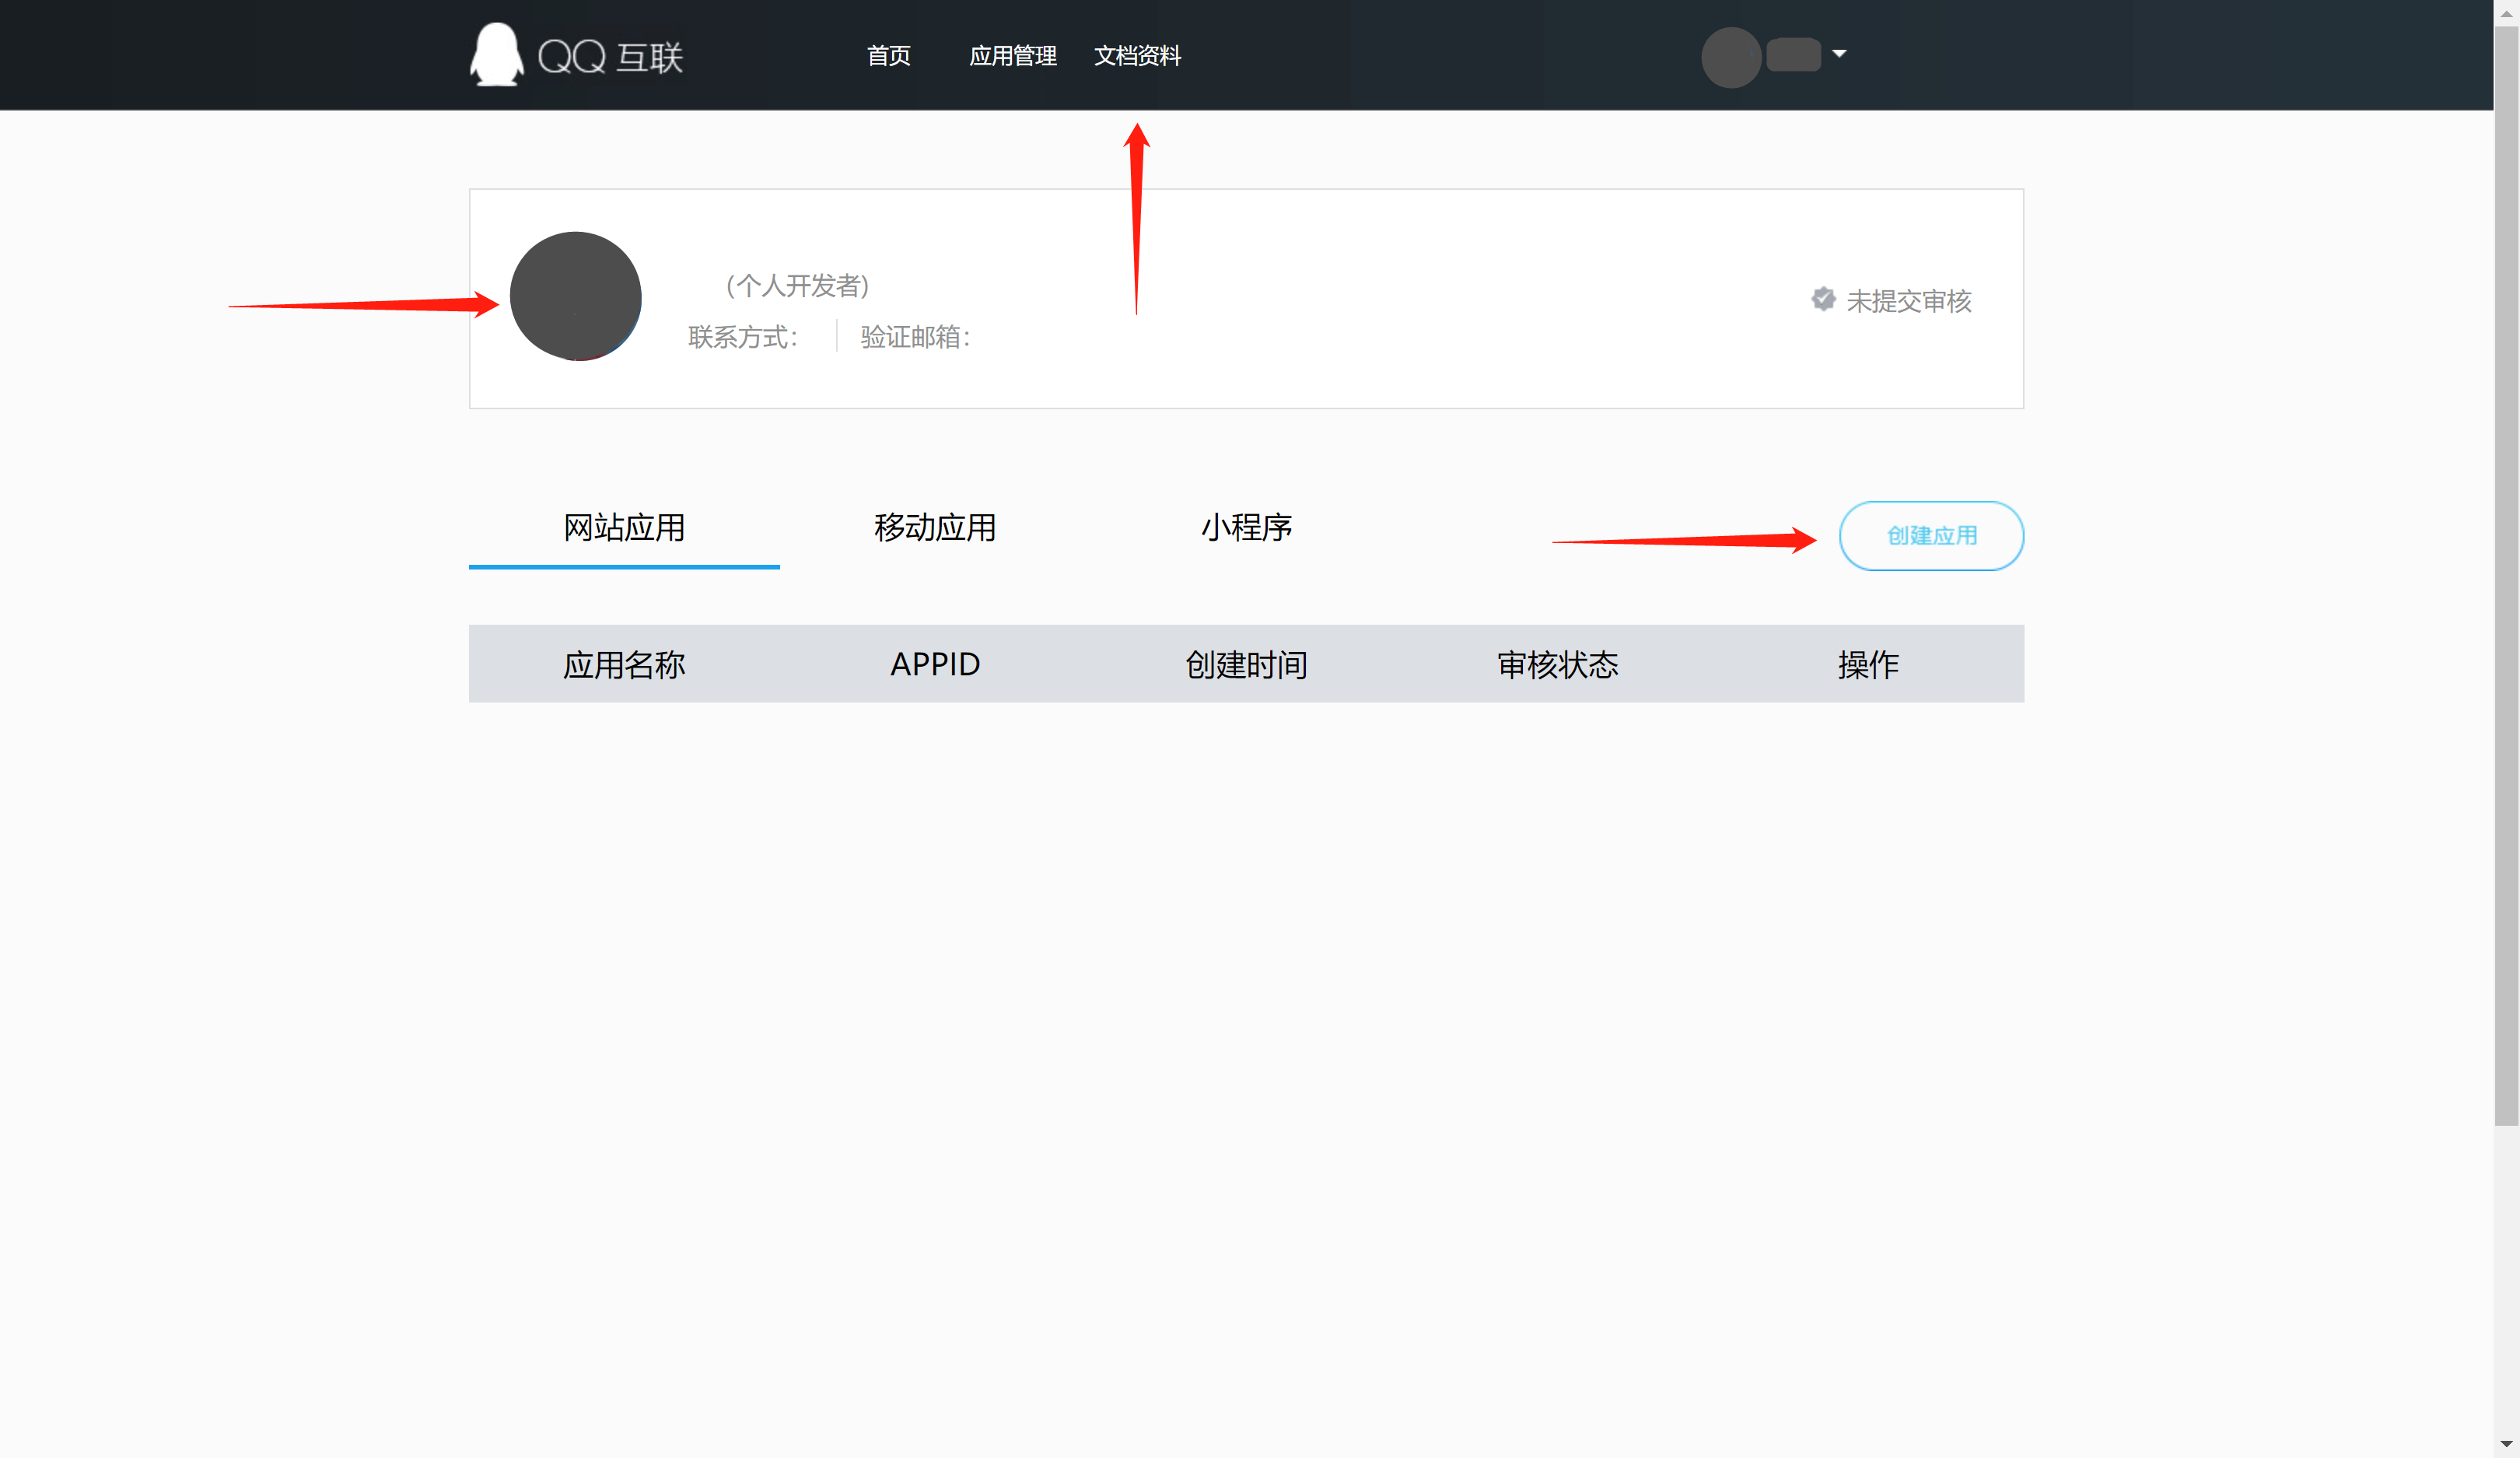 QQ 互联
首页 应用管理 文档资料
(个人开发者)
联系方式： 验证邮箱：
未提交审核
网站应用 移动应用 小程序
创建应用
应用名称 APPID 创建时间 审核状态 操作